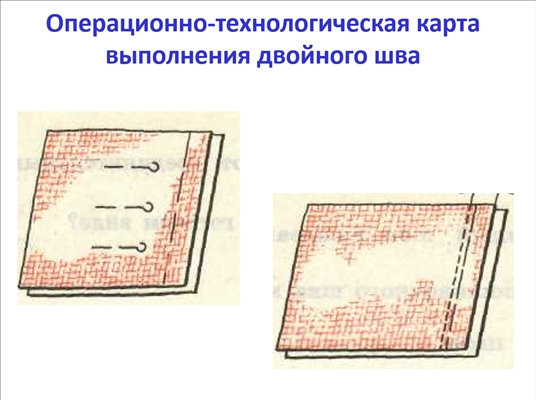 Операционно-технологическая карта
выполнения двойного шва